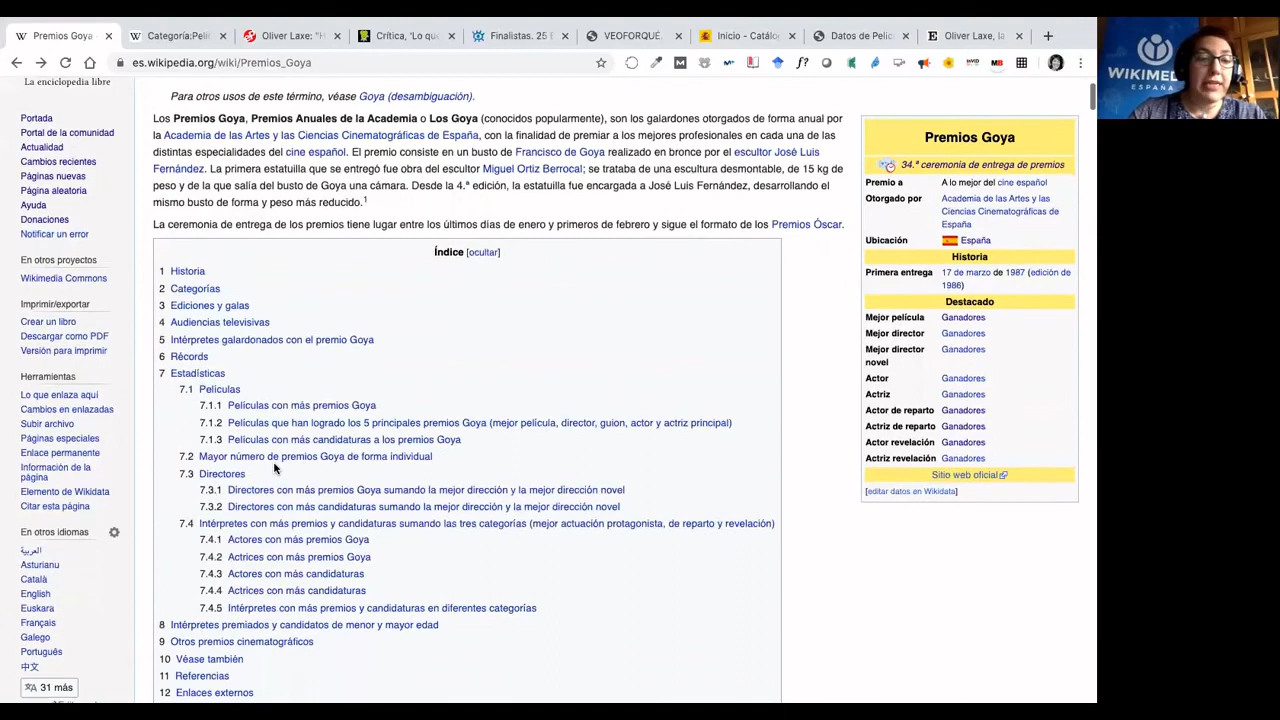 Premios Goya
Categoría:Pelí
Oliver Laxe: "H
Crítica, 'Lo que
Finalistas. 25 E
VEOFORQUÉ.
Inicio - Catálog
Datos de Pelíc
Oliver Laxe, la
es.wikipedia.org/wiki/Premios_Goya
La enciclopedia libre
Portada
Portal de la comunidad
Actualidad
Cambios recientes
Páginas nuevas
Página aleatoria
Ayuda
Donaciones
Notificar un error
En otros proyectos
Wikimedia Commons
Imprimir/exportar
Crear un libro
Descargar como PDF
Versión para imprimir
Herramientas
Lo que enlaza aquí
Cambios en enlazadas
Subir archivo
Páginas especiales
Enlace permanente
Información de la
página
Elemento de Wikidata
Citar esta página
En otros idiomas
العربية
Asturianu
Català
English
Euskara
Français
Galego
Português
中文
31 más
Para otros usos de este término, véase Goya (desambiguación).
Los Premios Goya, Premios Anuales de la Academia o Los Goya (conocidos popularmente), son los galardones otorgados de forma anual por
la Academia de las Artes y las Ciencias Cinematográficas de España, con la finalidad de premiar a los mejores profesionales en cada una de las
distintas especialidades del cine español. El premio consiste en un busto de Francisco de Goya realizado en bronce por el escultor José Luis
Fernández. La primera estatuilla que se entregó fue obra del escultor Miguel Ortiz Berrocal; se trataba de una escultura desmontable, de 15 kg de
peso y de la que salía del busto de Goya una cámara. Desde la 4.ª edición, la estatuilla fue encargada a José Luis Fernández, desarrollando el
mismo busto de forma y peso más reducido.1
La ceremonia de entrega de los premios tiene lugar entre los últimos días de enero y primeros de febrero y sigue el formato de los Premios Óscar.
Índice [ocultar]
1 Historia
2 Categorías
3 Ediciones y galas
4 Audiencias televisivas
5 Intérpretes galardonados con el premio Goya
6 Récords
7 Estadísticas
7.1 Películas
7.1.1 Películas con más premios Goya
7.1.2 Películas que han logrado los 5 principales premios Goya (mejor película, director, guion, actor y actriz principal)
7.1.3 Películas con más candidaturas a los premios Goya
7.2 Mayor número de premios Goya de forma individual
7.3 Directores
7.3.1 Directores con más premios Goya sumando la mejor dirección y la mejor dirección novel
7.3.2 Directores con más candidaturas sumando la mejor dirección y la mejor dirección novel
7.4 Intérpretes con más premios y candidaturas sumando las tres categorías (mejor actuación protagonista, de reparto y revelación)
7.4.1 Actores con más premios Goya
7.4.2 Actrices con más premios Goya
7.4.3 Actores con más candidaturas
7.4.4 Actrices con más candidaturas
7.4.5 Intérpretes con más premios y candidaturas en diferentes categorías
8 Intérpretes premiados y candidatos de menor y mayor edad
9 Otros premios cinematográficos
10 Véase también
11 Referencias
12 Enlaces externos
Premios Goya
34.ª ceremonia de entrega de premios
Premio a A lo mejor del cine español
Otorgado por Academia de las Artes y las
Ciencias Cinematográficas de
España
Ubicación España
Historia
Primera entrega 17 de marzo de 1987 (edición de
1986)
Destacado
Mejor película Ganadores
Mejor director Ganadores
Mejor director Ganadores
novel
Actor Ganadores
Actriz Ganadores
Actor de reparto Ganadores
Actriz de reparto Ganadores
Actor revelación Ganadores
Actriz revelación Ganadores
Sitio web oficial
[editar datos en Wikidata]
WIKIMED
ESPAÑA